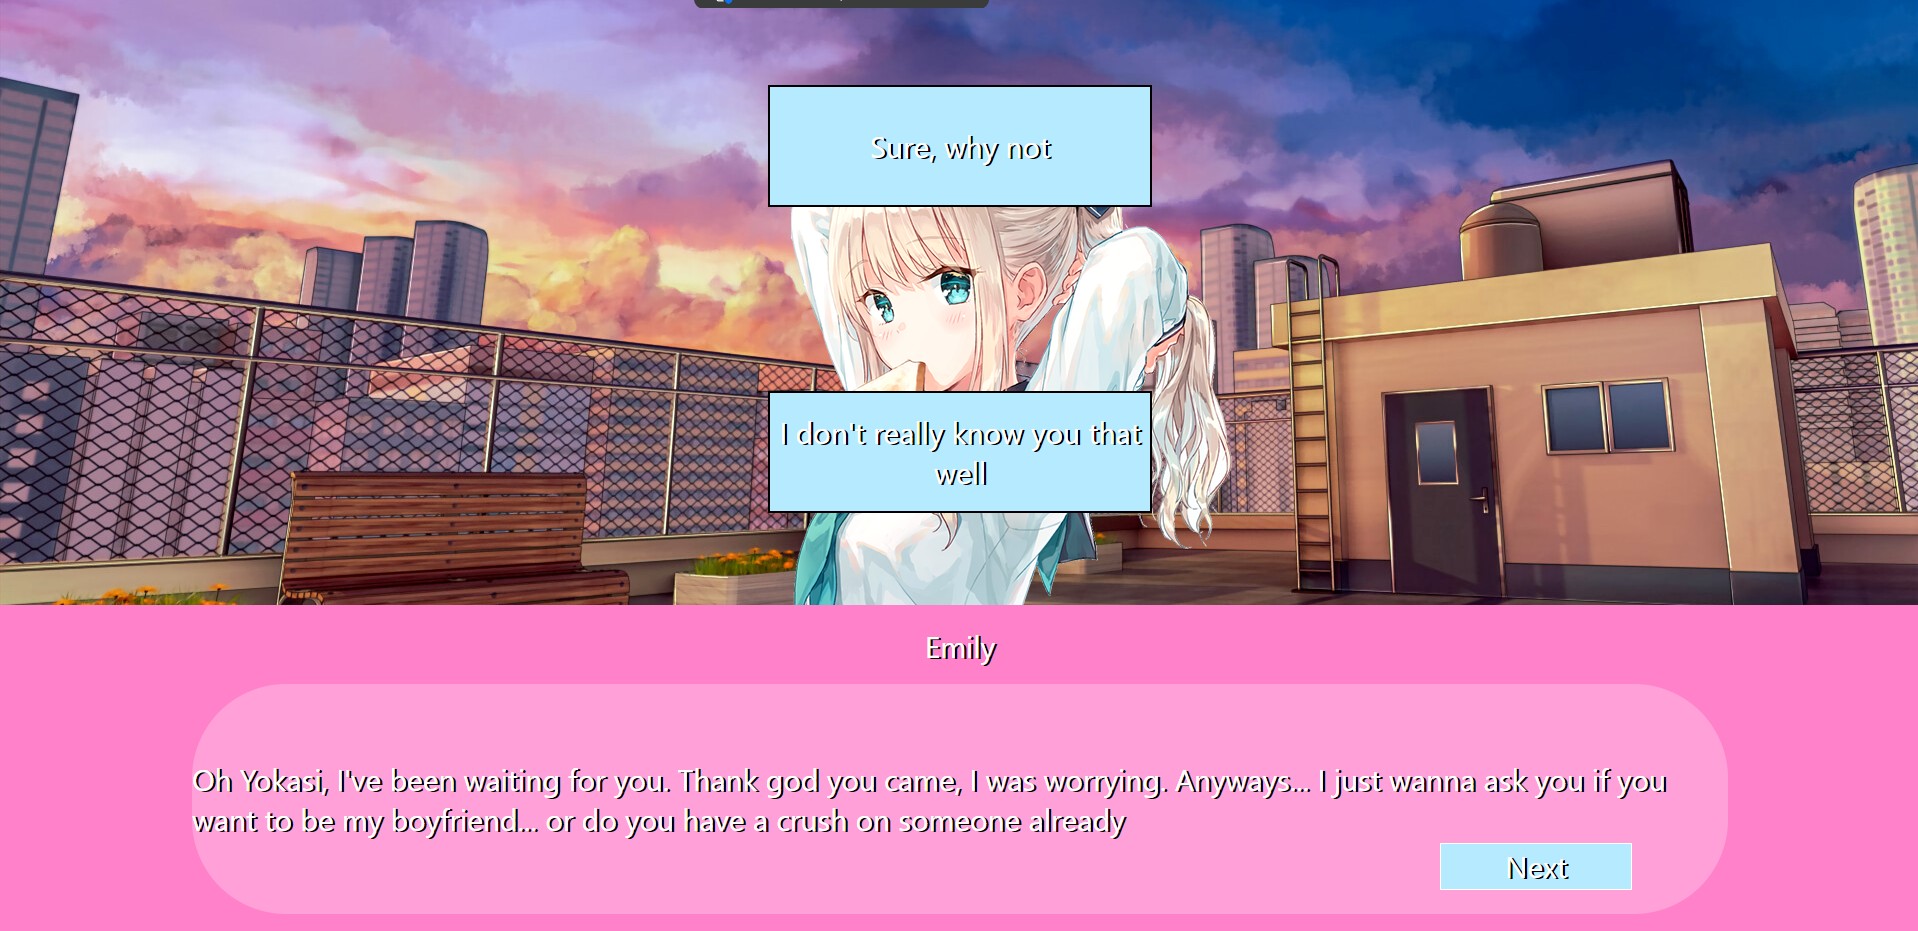 Sure, why not
I don't really know you that
well
Emily
Oh Yokasi, I've been waiting for you. Thank god you came, I was worrying. Anyways... I just wanna ask you if you
want to be my boyfriend... or do you have a crush on someone already
Next